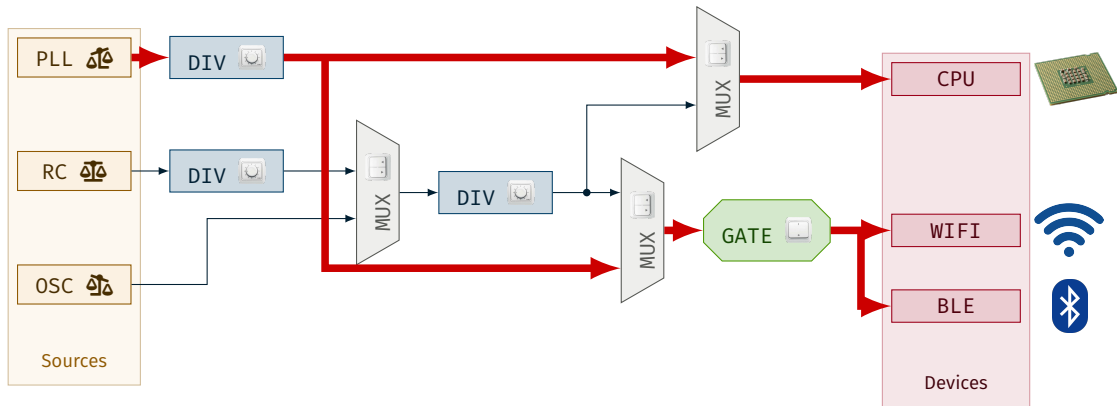 PLL
DIV
MUX
CPU
RC
DIV
MUX
DIV
MUX
GATE
WIFI
OSC
BLE
Sources
Devices